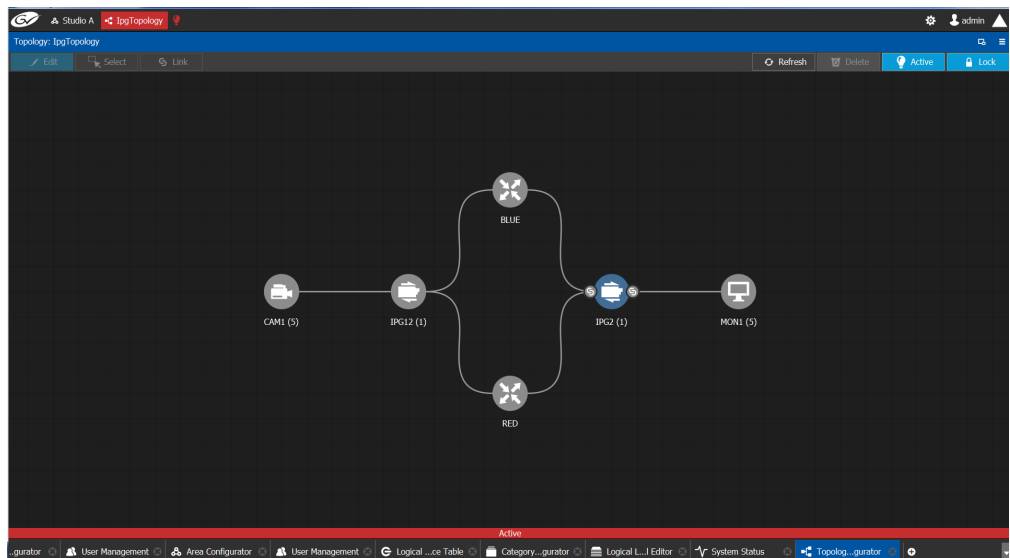 GV Studio A IpgTopology admin
Topology: IpgTopology
Edit Select Link Refresh Delete Active Lock
BLUE
CAM1 (5) IPG12 (1) IPG2 (1) MON1 (5)
RED
Active
..gurator User Management Area Configurator User Management Logical ...ce Table Category...gurator Logical L...l Editor System Status Topolog...gurator